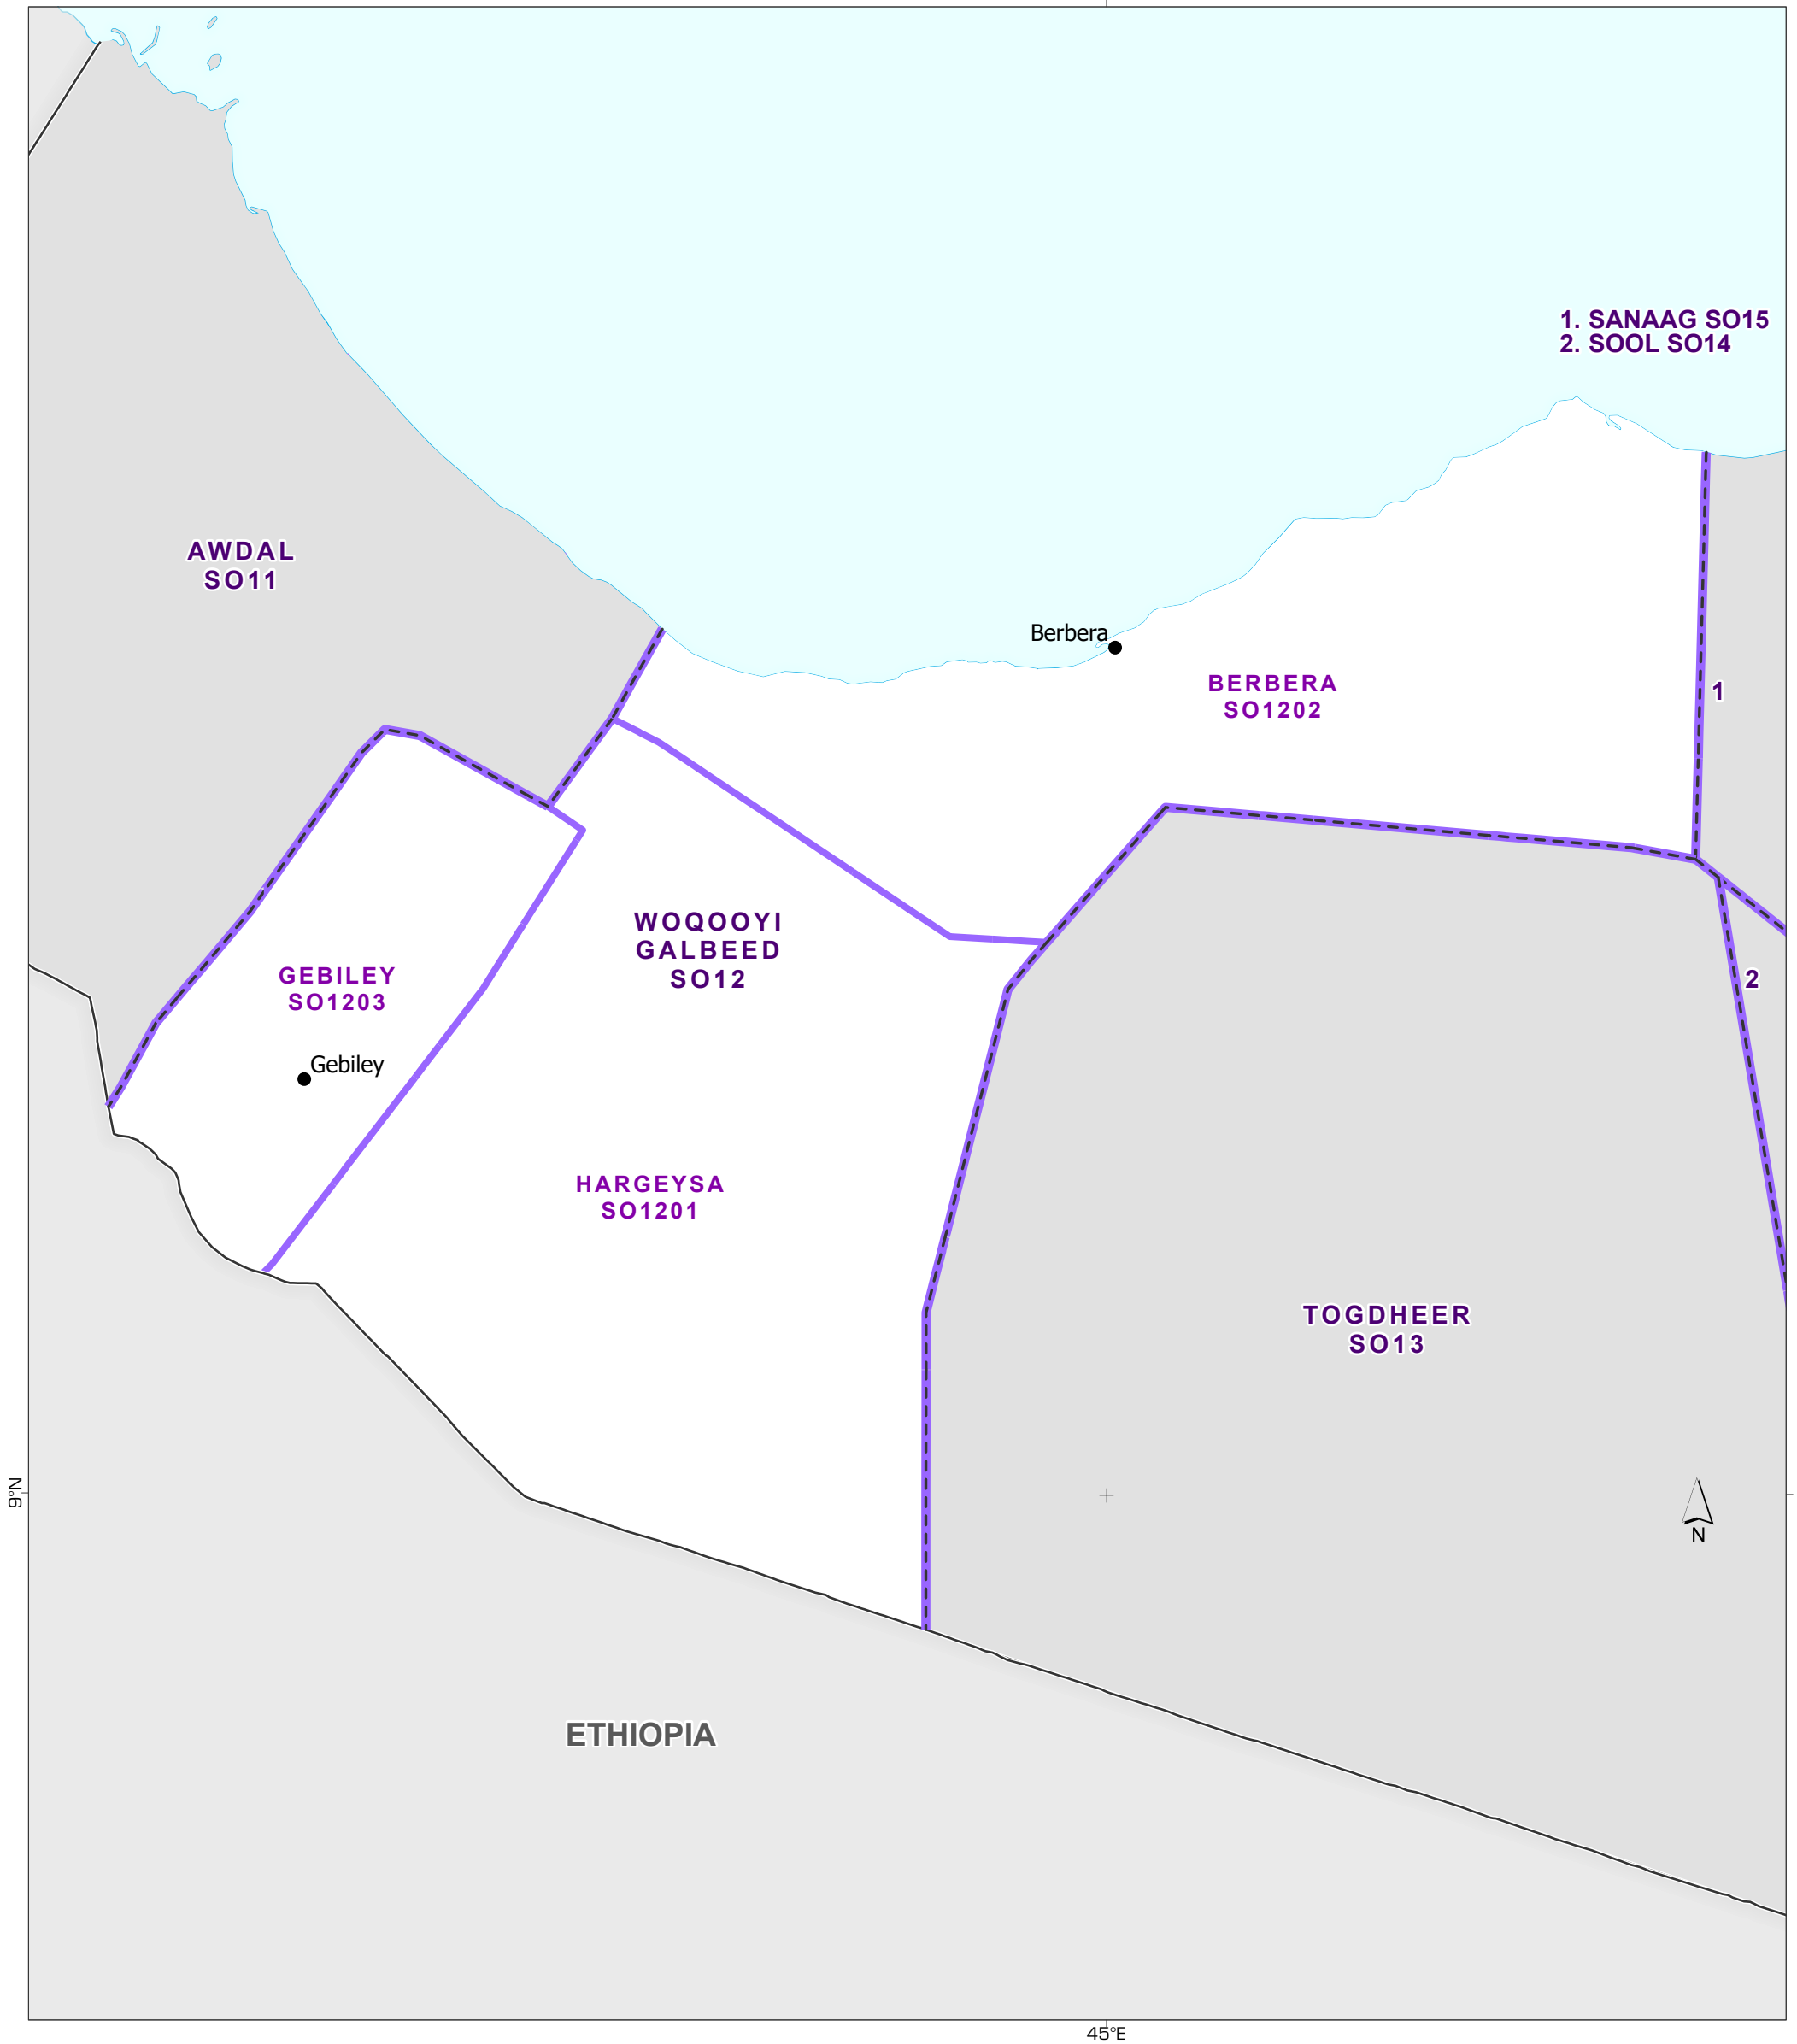 1. SANAAG SO15
2. SOOL SO14
AWDAL
SO11
Berbera
BERBERA
SO1202
1
WOQOOYI
GALBEED
SO12
GEBILEY
SO1203
2
Gebiley
HARGEYSA
SO1201
TOGDHEER
SO13
9°N
N
ETHIOPIA
45°E